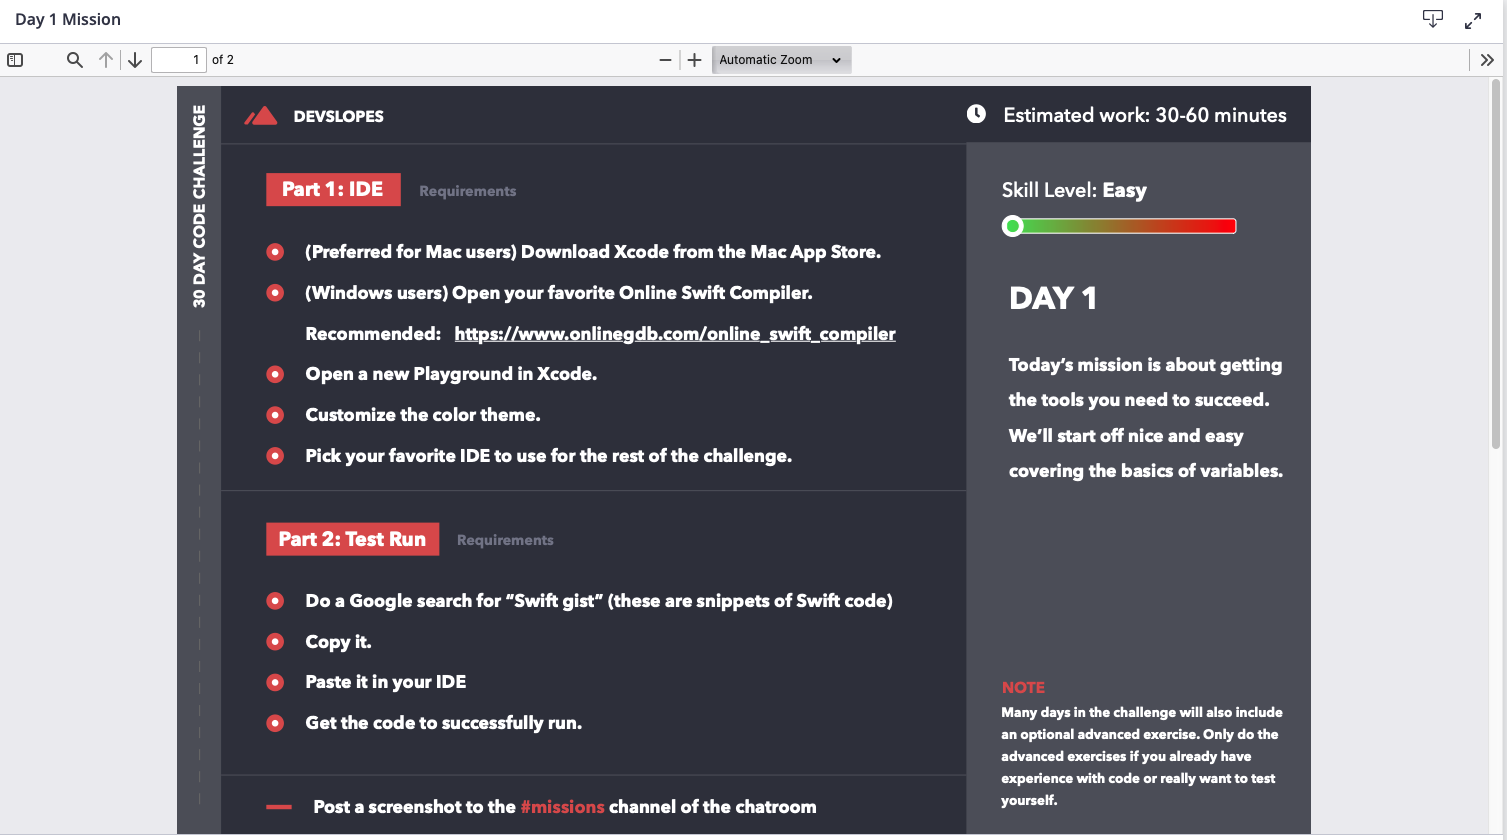 Day 1 Mission
1 of 2
Automatic Zoom
30 DAY CODE CHALLENGE
DEVSLOPES
Estimated work: 30-60 minutes
Part 1: IDE Requirements
(Preferred for Mac users) Download Xcode from the Mac App Store.
(Windows users) Open your favorite Online Swift Compiler.
Recommended: https://www.onlinegdb.com/online_swift_compiler
Open a new Playground in Xcode.
Customize the color theme.
Pick your favorite IDE to use for the rest of the challenge.
Part 2: Test Run Requirements
Do a Google search for “Swift gist” (these are snippets of Swift code)
Copy it.
Paste it in your IDE
Get the code to successfully run.
Post a screenshot to the #missions channel of the chatroom
Skill Level: Easy
DAY 1
Today’s mission is about getting
the tools you need to succeed.
We’ll start off nice and easy
covering the basics of variables.
NOTE
Many days in the challenge will also include
an optional advanced exercise. Only do the
advanced exercises if you already have
experience with code or really want to test
yourself.